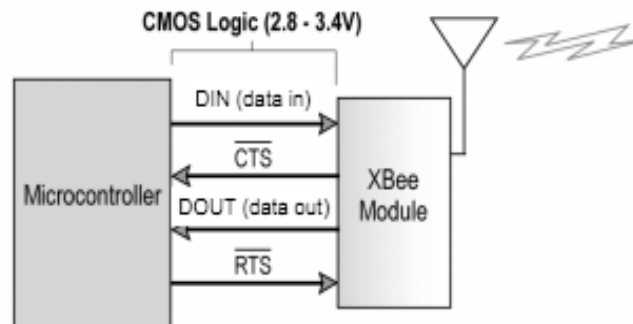 CMOS Logic (2.8 - 3.4V)
DIN (data in)
CTS
Microcontroller
XBee
Module
DOUT (data out)
RTS